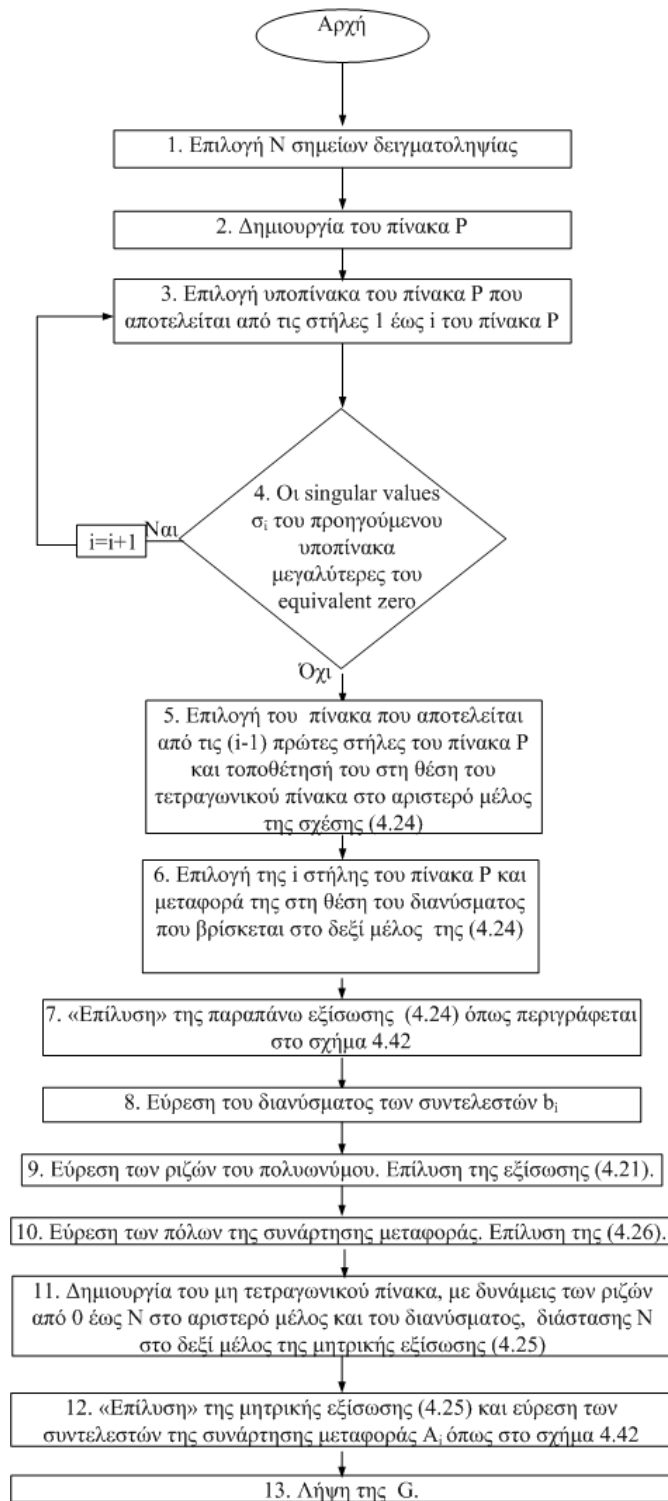 Αρχή
1. Επιλογή N σημείων δειγματοληψίας
2. Δημιουργία του πίνακα P
3. Επιλογή υποπίνακα του πίνακα P που
αποτελείται από τις στήλες 1 έως i του πίνακα P
4. Οι singular values
σᵢ του προηγούμενου
υποπίνακα
μεγαλύτερες του
equivalent zero
Ναι
i=i+1
Όχι
5. Επιλογή του πίνακα που αποτελείται
από τις (i-1) πρώτες στήλες του πίνακα P
και τοποθέτησή του στη θέση του
τετραγωνικού πίνακα στο αριστερό μέλος
της σχέσης (4.24)
6. Επιλογή της i στήλης του πίνακα P και
μεταφορά της στη θέση του διανύσματος
που βρίσκεται στο δεξί μέλος της (4.24)
7. «Επίλυση» της παραπάνω εξίσωσης (4.24) όπως περιγράφεται
στο σχήμα 4.42
8. Εύρεση του διανύσματος των συντελεστών bᵢ
9. Εύρεση των ριζών του πολυωνύμου. Επίλυση της εξίσωσης (4.21).
10. Εύρεση των πόλων της συνάρτησης μεταφοράς. Επίλυση της (4.26).
11. Δημιουργία του μη τετραγωνικού πίνακα, με δυνάμεις των ριζών
από 0 έως N στο αριστερό μέλος και του διανύσματος, διάστασης N
στο δεξί μέλος της μητρικής εξίσωσης (4.25)
12. «Επίλυση» της μητρικής εξίσωσης (4.25) και εύρεση των
συντελεστών της συνάρτησης μεταφοράς Aᵢ όπως στο σχήμα 4.42
13. Λήψη της G.